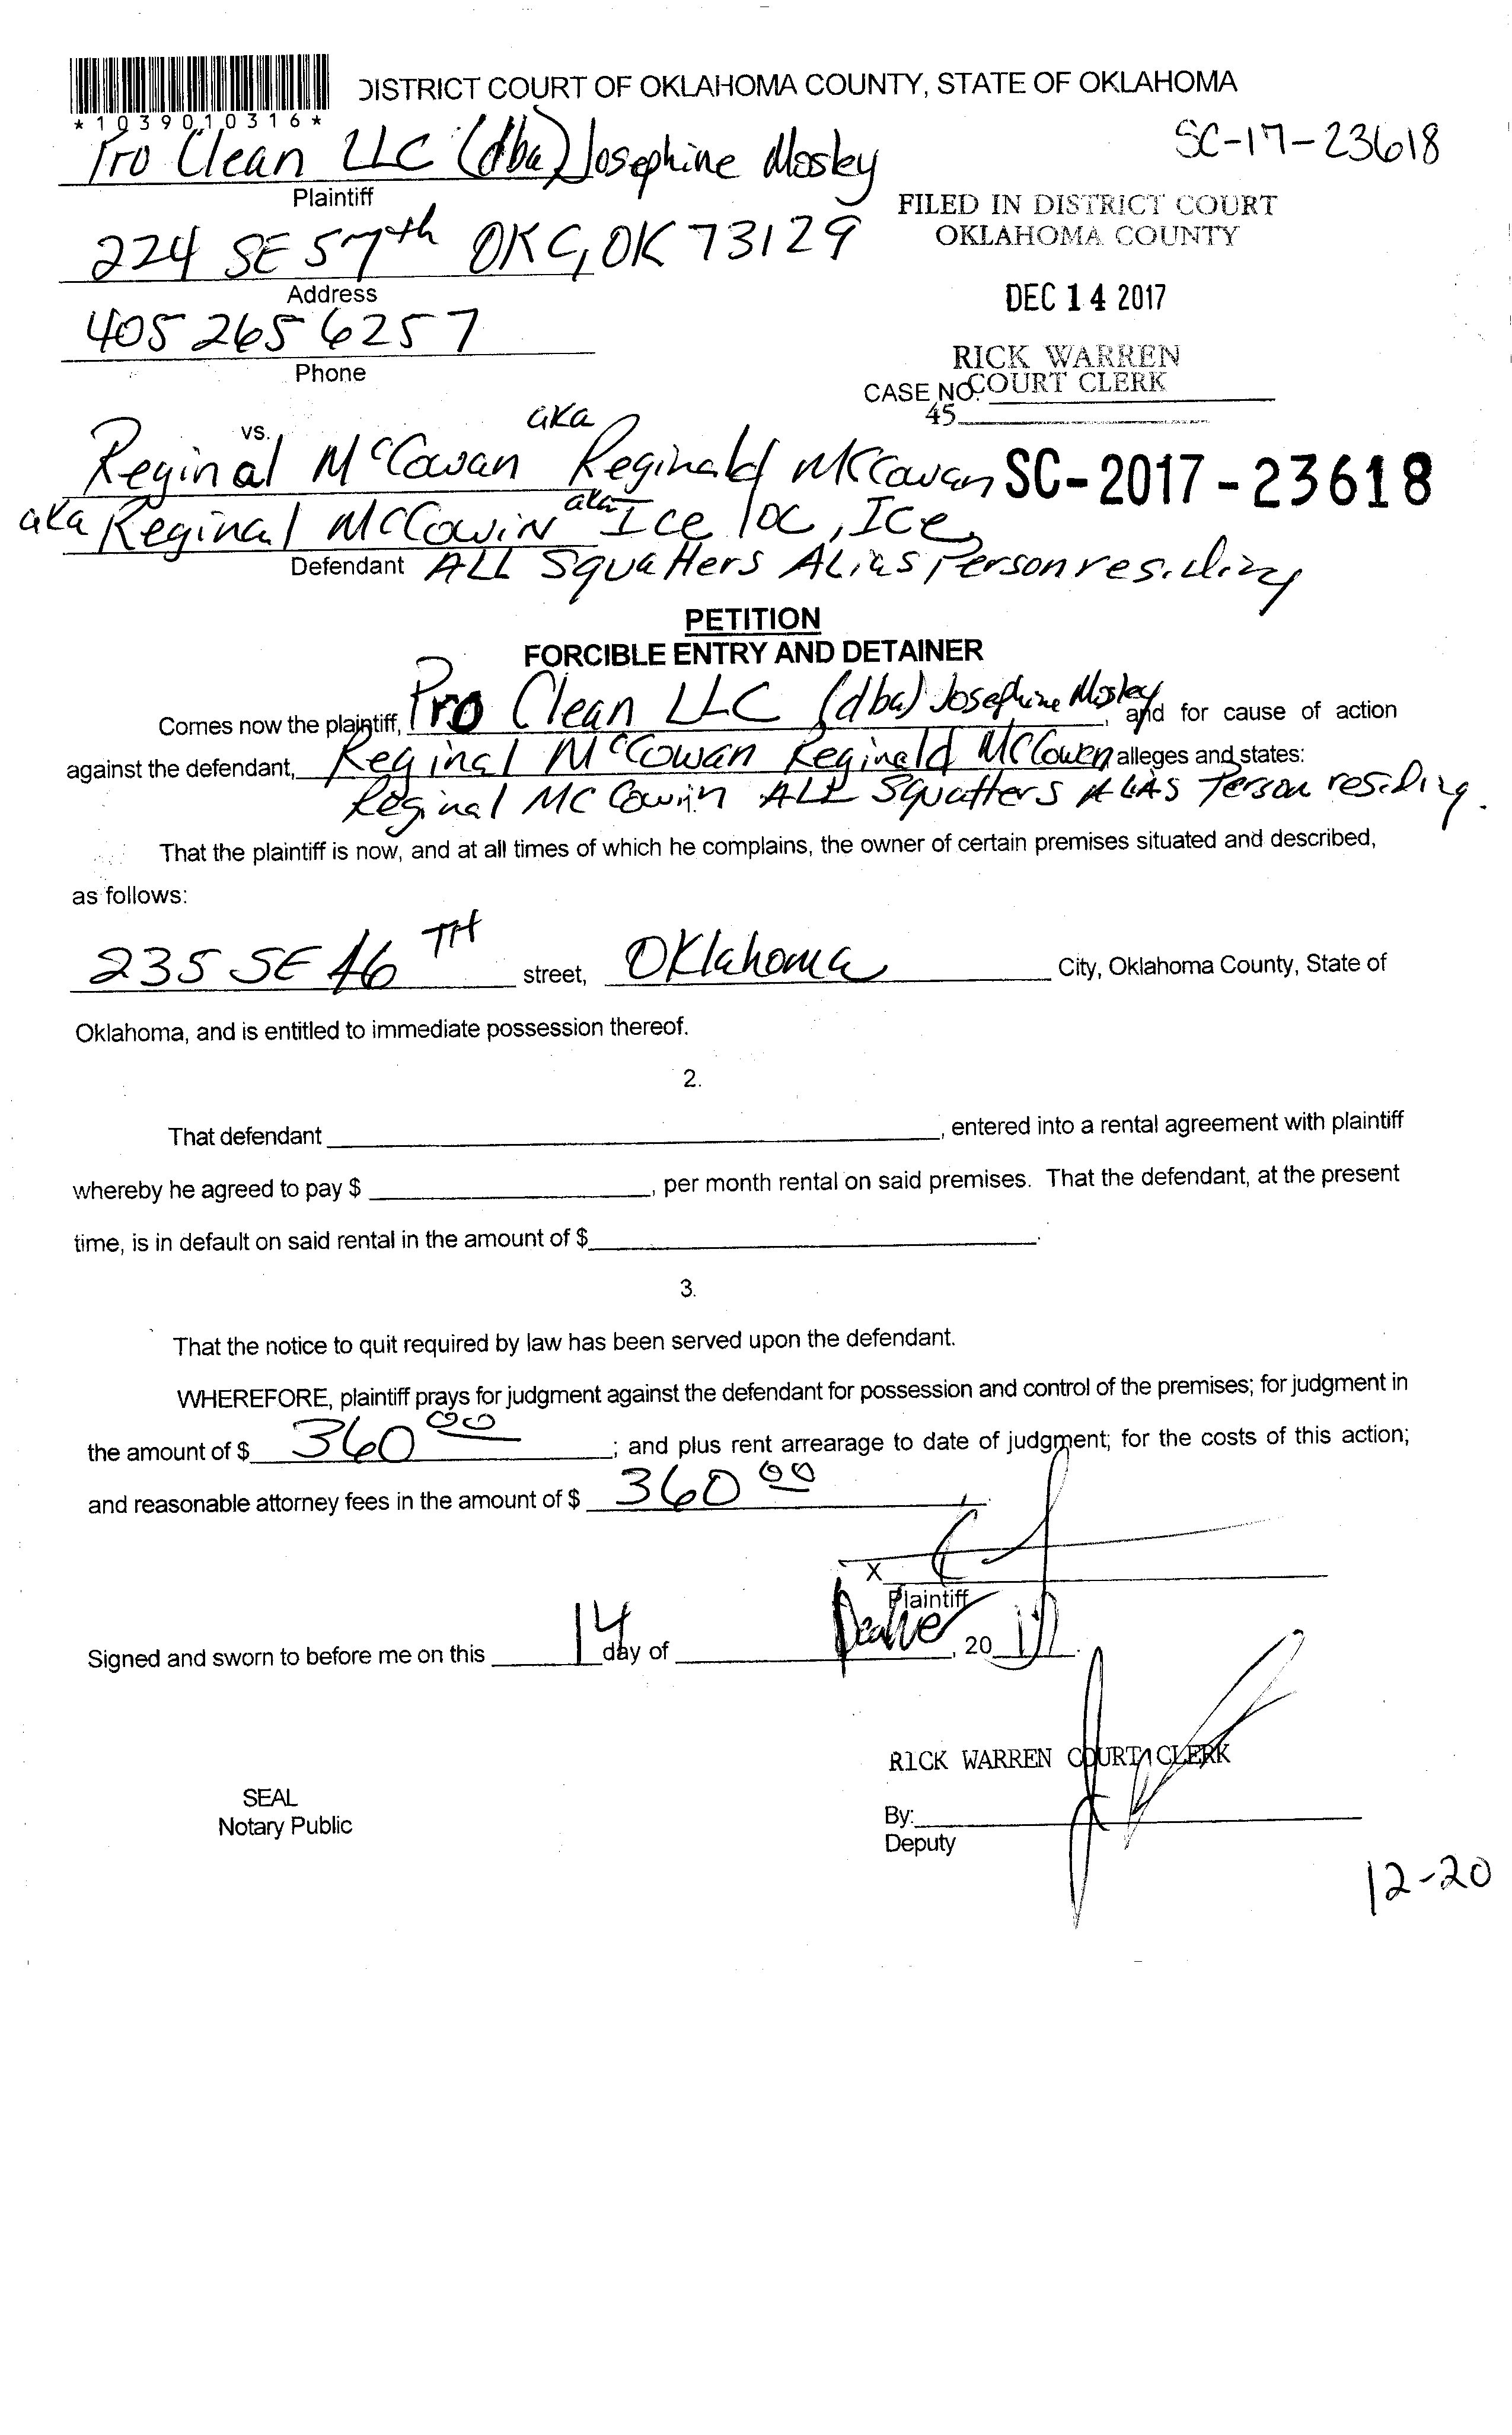 DISTRICT COURT OF OKLAHOMA COUNTY, STATE OF OKLAHOMA
*1039010316*
SC-17-23618
Pro Clean LLC (dba) Josephine Mosley
Plaintiff
FILED IN DISTRICT COURT
OKLAHOMA COUNTY
224 SE 57th OKC, OK 73129
Address
DEC 14 2017
405 265 6257
Phone
RICK WARREN
COURT CLERK
CASE NO.
45
vs.
aka
Reginal McCowan Reginald McCowan
SC-2017-23618
aka Reginal McCowin aka Ice loc, Ice,
Defendant ALL Squatters ALias Person residing
PETITION
FORCIBLE ENTRY AND DETAINER
Comes now the plaintiff, Pro Clean LLC (dba) Josephine Mosley, and for cause of action
against the defendant, Reginal McCowan Reginald McCowen alleges and states:
Reginal McCowin ALL Squatters ALIAS Person residing.
That the plaintiff is now, and at all times of which he complains, the owner of certain premises situated and described,
as follows:
235 SE 46 TH street, Oklahoma City, Oklahoma County, State of
Oklahoma, and is entitled to immediate possession thereof.
2.
That defendant , entered into a rental agreement with plaintiff
whereby he agreed to pay $ , per month rental on said premises. That the defendant, at the present
time, is in default on said rental in the amount of $ .
3.
That the notice to quit required by law has been served upon the defendant.
WHEREFORE, plaintiff prays for judgment against the defendant for possession and control of the premises; for judgment in
the amount of $ 360 00 ; and plus rent arrearage to date of judgment; for the costs of this action;
and reasonable attorney fees in the amount of $ 360 00
X
Plaintiff
Signed and sworn to before me on this 14 day of , 20 17.
RICK WARREN COURT CLERK
SEAL
Notary Public
By:
Deputy
12-20